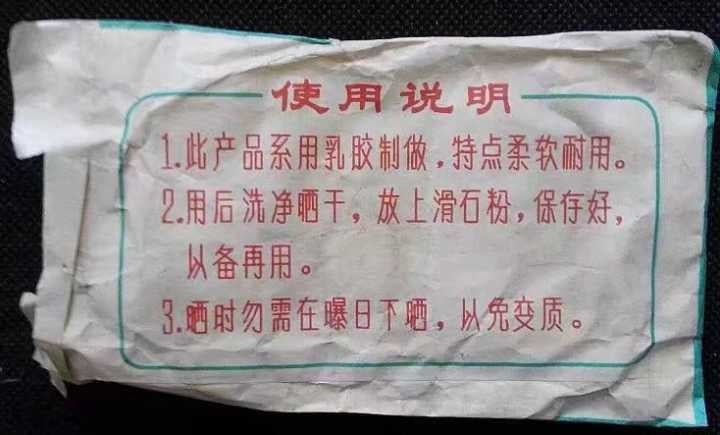 使用说明
1.此产品系用乳胶制做，特点柔软耐用。
2.用后洗净晒干，放上滑石粉，保存好，
以备再用。
3.晒时勿需在曝日下晒，以免变质。